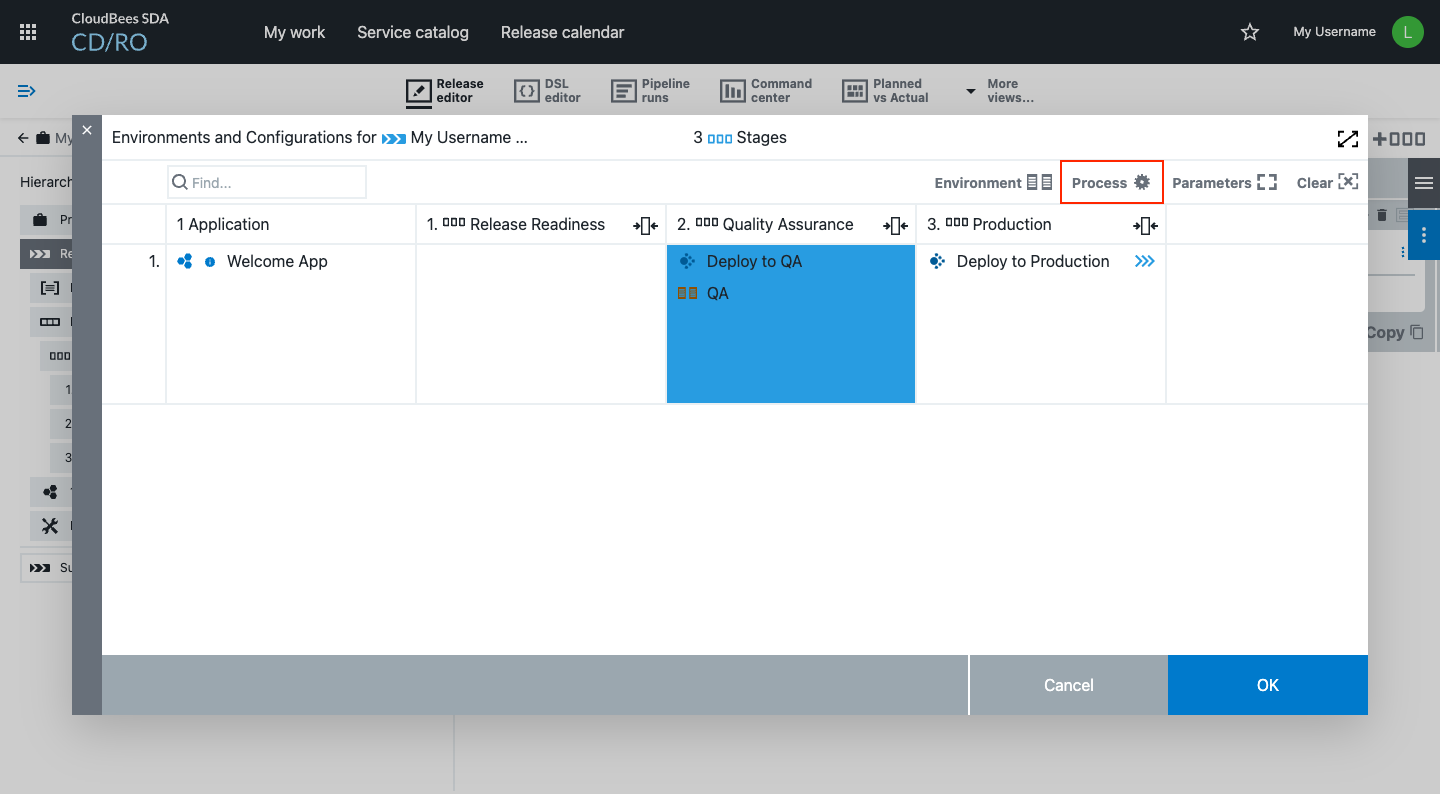 CloudBees SDA
CD/RO
My work
Service catalog
Release calendar
My Username
L
Release
editor
DSL
editor
Pipeline
runs
Command
center
Planned
vs Actual
More
views...
My
Environments and Configurations for My Username ...
3 Stages
Hierarch
Find...
Environment
Process
Parameters
Clear
Pr
Re
1 Application
1. Release Readiness
2. Quality Assurance
3. Production
1. Welcome App
Deploy to QA
QA
Deploy to Production
Copy
1
2
3
Su
Cancel
OK